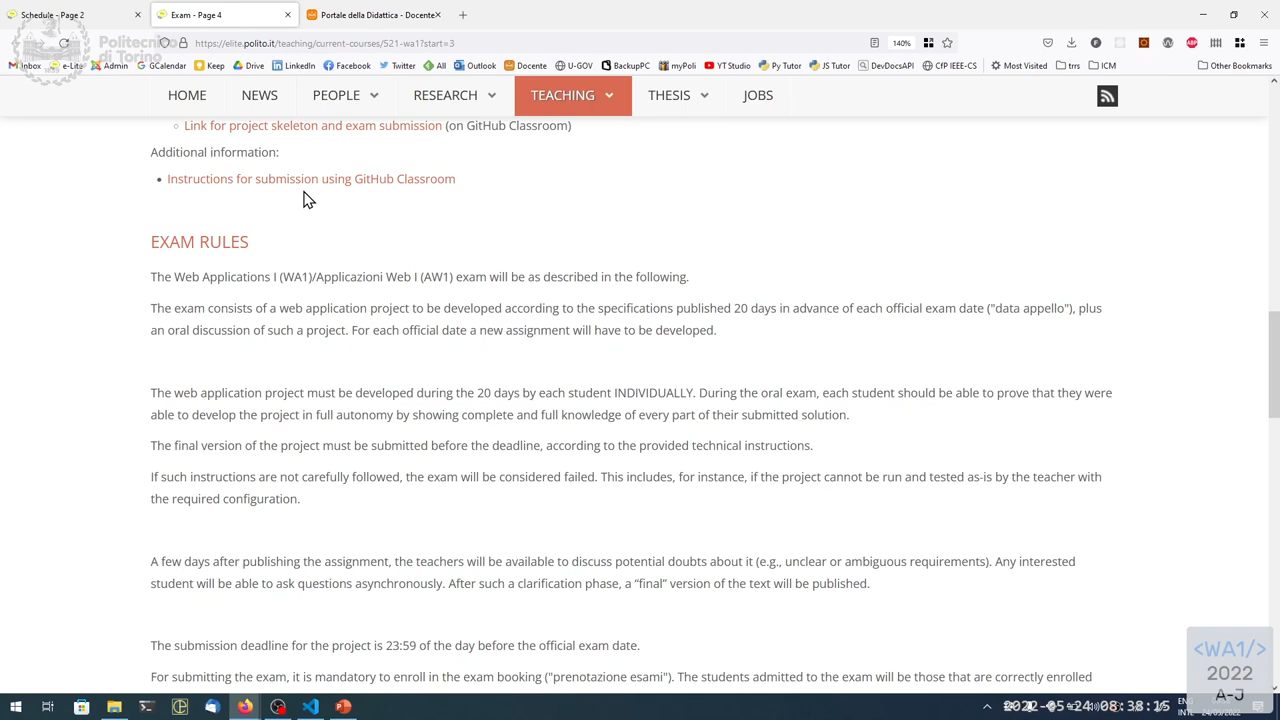 Schedule - Page 2
Exam - Page 4
Portale della Didattica - Docente
Politecnico
di Torino
https://elite.polito.it/teaching/current-courses/521-wa1?start=3
140%
Inbox
e-Lite
Admin
GCalendar
Keep
Drive
LinkedIn
Facebook
Twitter
All
Outlook
Docente
U-GOV
BackupPC
myPoli
YT Studio
Py Tutor
JS Tutor
DevDocsAPI
CfP IEEE-CS
Most Visited
trrs
ICM
Other Bookmarks
HOME
NEWS
PEOPLE
RESEARCH
TEACHING
THESIS
JOBS
Link for project skeleton and exam submission (on GitHub Classroom)
Additional information:
Instructions for submission using GitHub Classroom
EXAM RULES
The Web Applications I (WA1)/Applicazioni Web I (AW1) exam will be as described in the following.
The exam consists of a web application project to be developed according to the specifications published 20 days in advance of each official exam date ("data appello"), plus
an oral discussion of such a project. For each official date a new assignment will have to be developed.
The web application project must be developed during the 20 days by each student INDIVIDUALLY. During the oral exam, each student should be able to prove that they were
able to develop the project in full autonomy by showing complete and full knowledge of every part of their submitted solution.
The final version of the project must be submitted before the deadline, according to the provided technical instructions.
If such instructions are not carefully followed, the exam will be considered failed. This includes, for instance, if the project cannot be run and tested as-is by the teacher with
the required configuration.
A few days after publishing the assignment, the teachers will be available to discuss potential doubts about it (e.g., unclear or ambiguous requirements). Any interested
student will be able to ask questions asynchronously. After such a clarification phase, a “final” version of the text will be published.
The submission deadline for the project is 23:59 of the day before the official exam date.
For submitting the exam, it is mandatory to enroll in the exam booking ("prenotazione esami"). The students admitted to the exam will be those that are correctly enrolled
<WA1/>
2022
A-J
2022-05-24 08:38:15
ENG
INTL
24/05/2022